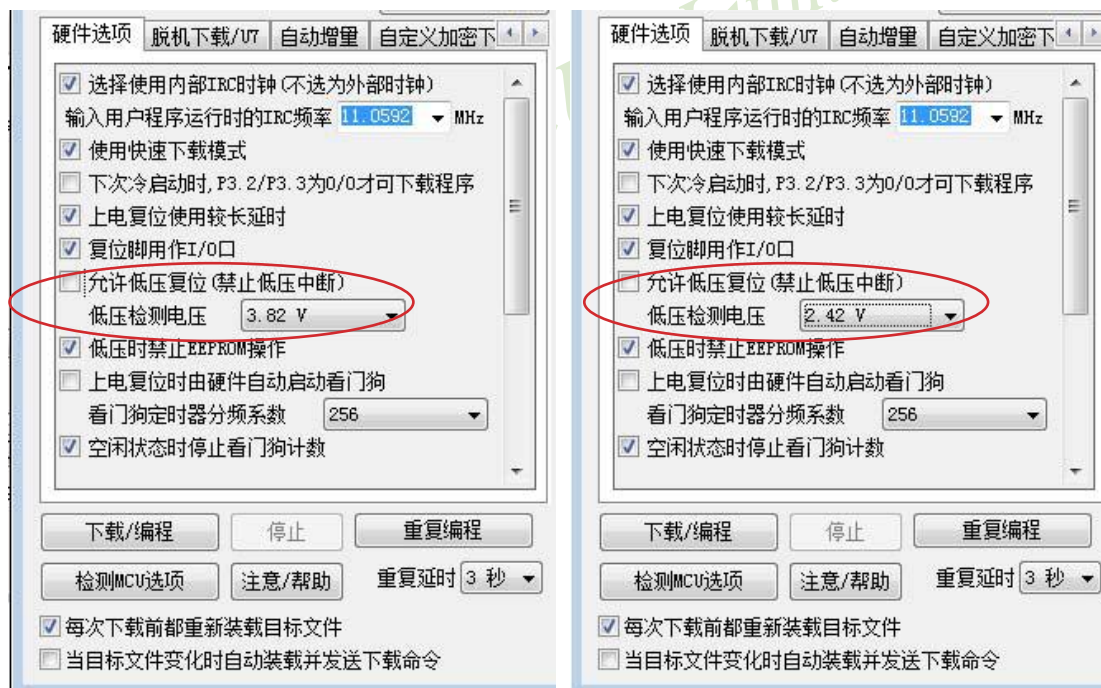 硬件选项 脱机下载/U7 自动增量 自定义加密下
选择使用内部IRC时钟(不选为外部时钟)
输入用户程序运行时的IRC频率 11.0592 MHz
使用快速下载模式
下次冷启动时,P3.2/P3.3为0/0才可下载程序
上电复位使用较长延时
复位脚用作I/O口
允许低压复位(禁止低压中断)
低压检测电压 3.82 V
低压时禁止EEPROM操作
上电复位时由硬件自动启动看门狗
看门狗定时器分频系数 256
空闲状态时停止看门狗计数
下载/编程 停止 重复编程
检测MCU选项 注意/帮助 重复延时 3 秒
每次下载前都重新装载目标文件
当目标文件变化时自动装载并发送下载命令
硬件选项 脱机下载/U7 自动增量 自定义加密下
选择使用内部IRC时钟(不选为外部时钟)
输入用户程序运行时的IRC频率 11.0592 MHz
使用快速下载模式
下次冷启动时,P3.2/P3.3为0/0才可下载程序
上电复位使用较长延时
复位脚用作I/O口
允许低压复位(禁止低压中断)
低压检测电压 2.42 V
低压时禁止EEPROM操作
上电复位时由硬件自动启动看门狗
看门狗定时器分频系数 256
空闲状态时停止看门狗计数
下载/编程 停止 重复编程
检测MCU选项 注意/帮助 重复延时 3 秒
每次下载前都重新装载目标文件
当目标文件变化时自动装载并发送下载命令